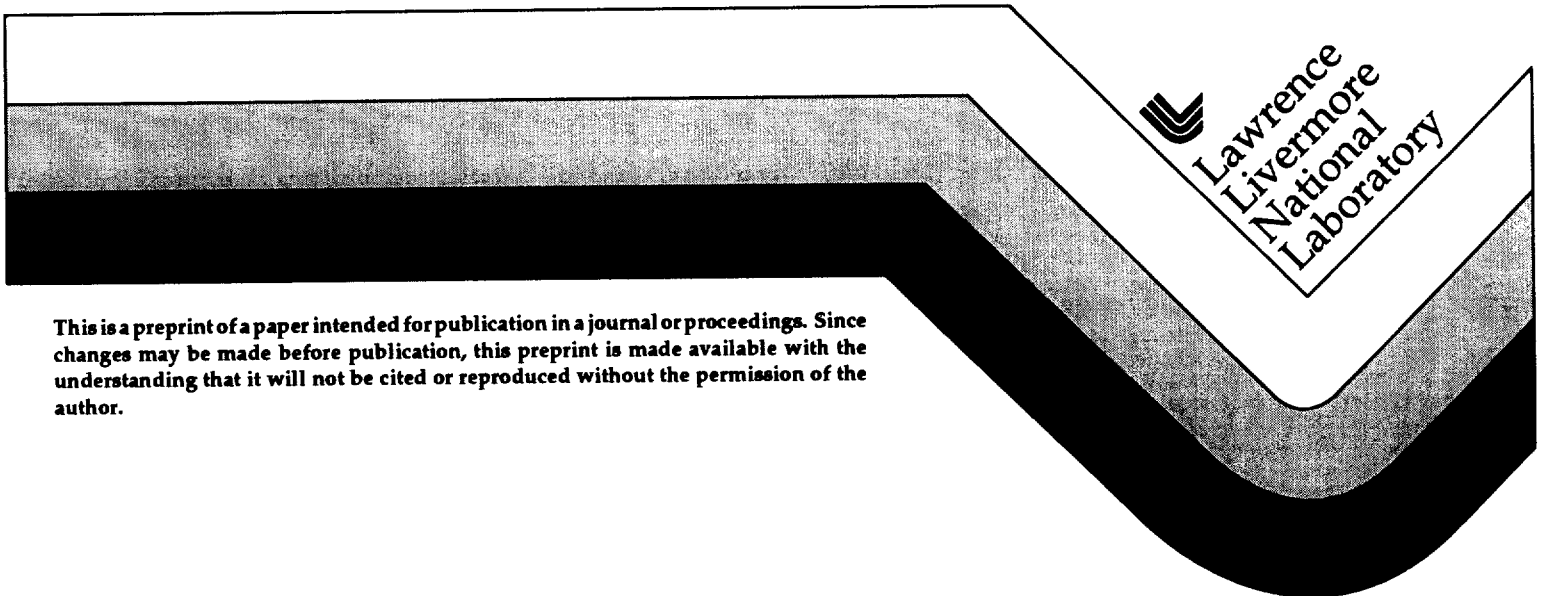 Lawrence
Livermore
National
Laboratory
This is a preprint of a paper intended for publication in a journal or proceedings. Since
changes may be made before publication, this preprint is made available with the
understanding that it will not be cited or reproduced without the permission of the
author.